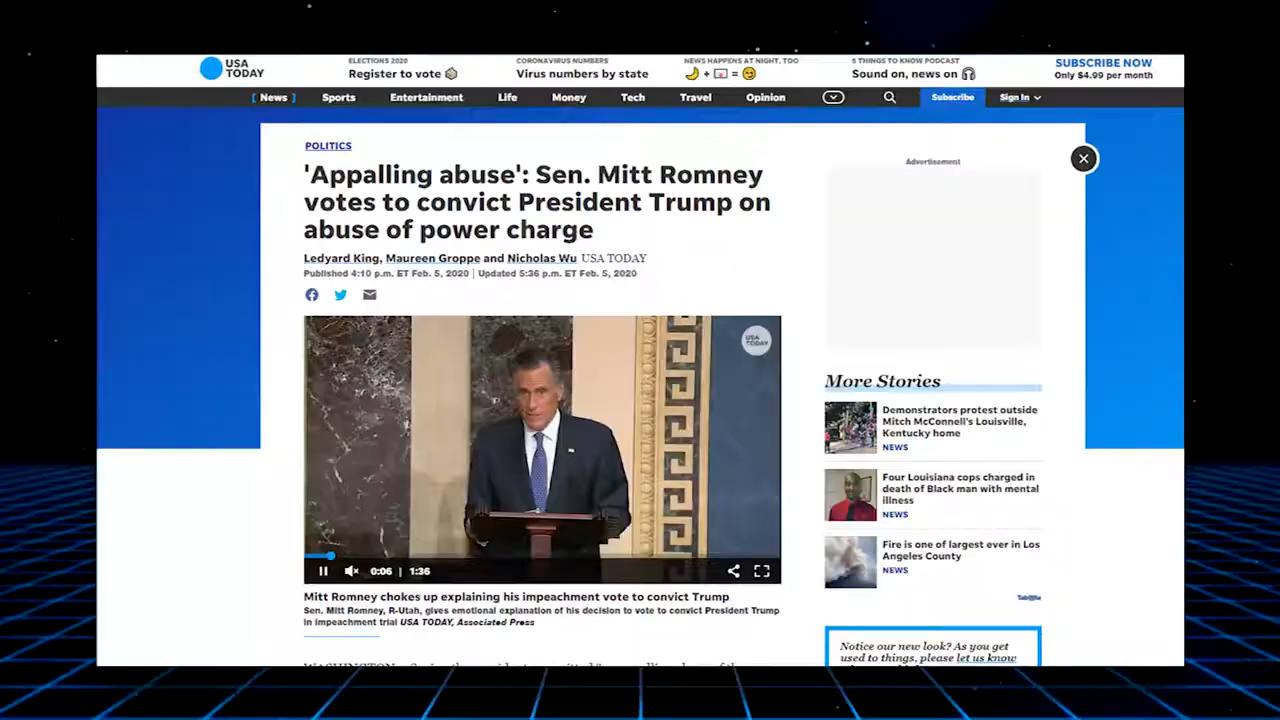 USA
TODAY
ELECTIONS 2020
Register to vote
CORONAVIRUS NUMBERS
Virus numbers by state
NEWS HAPPENS AT NIGHT, TOO
+ =
5 THINGS TO KNOW PODCAST
Sound on, news on
SUBSCRIBE NOW
Only $4.99 per month
[ News ] Sports Entertainment Life Money Tech Travel Opinion Subscribe Sign In
POLITICS
'Appalling abuse': Sen. Mitt Romney
votes to convict President Trump on
abuse of power charge
Ledyard King, Maureen Groppe and Nicholas Wu USA TODAY
Published 4:10 p.m. ET Feb. 5, 2020 | Updated 5:36 p.m. ET Feb. 5, 2020
USA
TODAY
0:06 | 1:36
Mitt Romney chokes up explaining his impeachment vote to convict Trump
Sen. Mitt Romney, R-Utah, gives emotional explanation of his decision to vote to convict President Trump
in impeachment trial USA TODAY, Associated Press
Advertisement
More Stories
Demonstrators protest outside
Mitch McConnell's Louisville,
Kentucky home
NEWS
Four Louisiana cops charged in
death of Black man with mental
illness
NEWS
Fire is one of largest ever in Los
Angeles County
NEWS
Notice our new look? As you get
used to things, please let us know